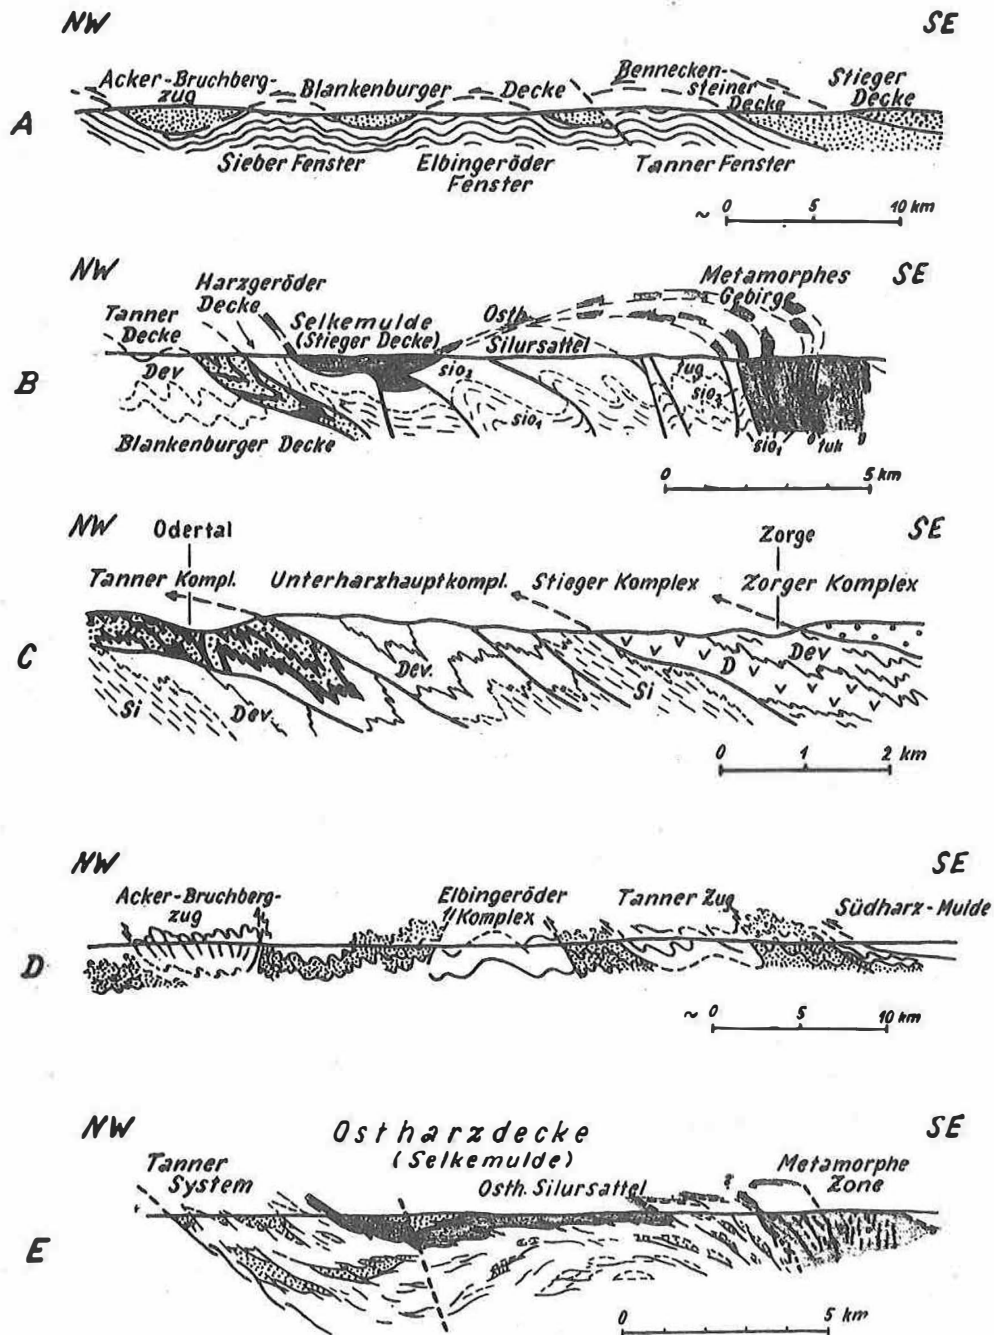 NW SE
Acker-Bruchberg-
zug
Blankenburger Decke
Bennecken-
steiner
Decke
Stieger
Decke
A
Sieber Fenster
Elbingeröder
Fenster
Tanner Fenster
~ 0 5 10 km
NW SE
Harzgeröder
Decke
Tanner
Decke
Selkemulde
(Stieger Decke)
Osth.
Silursattel
Metamorphes
Gebirge
B
Dev
sio₂
sio₁
tug
sio₂
sio₁
tuk
Blankenburger Decke
0 5 km
NW SE
Odertal
Zorge
Tanner Kompl. Unterharzhauptkompl. Stieger Komplex Zorger Komplex
C
Si
Dev.
Dev.
Si
D
Dev
0 1 2 km
NW SE
Acker-Bruchberg-
zug
Elbingeröder
Komplex
Tanner Zug
Südharz-Mulde
D
~ 0 5 10 km
NW SE
Ostharzdecke
(Selkemulde)
Tanner
System
Osth. Silursattel
?
Metamorphe
Zone
E
0 5 km